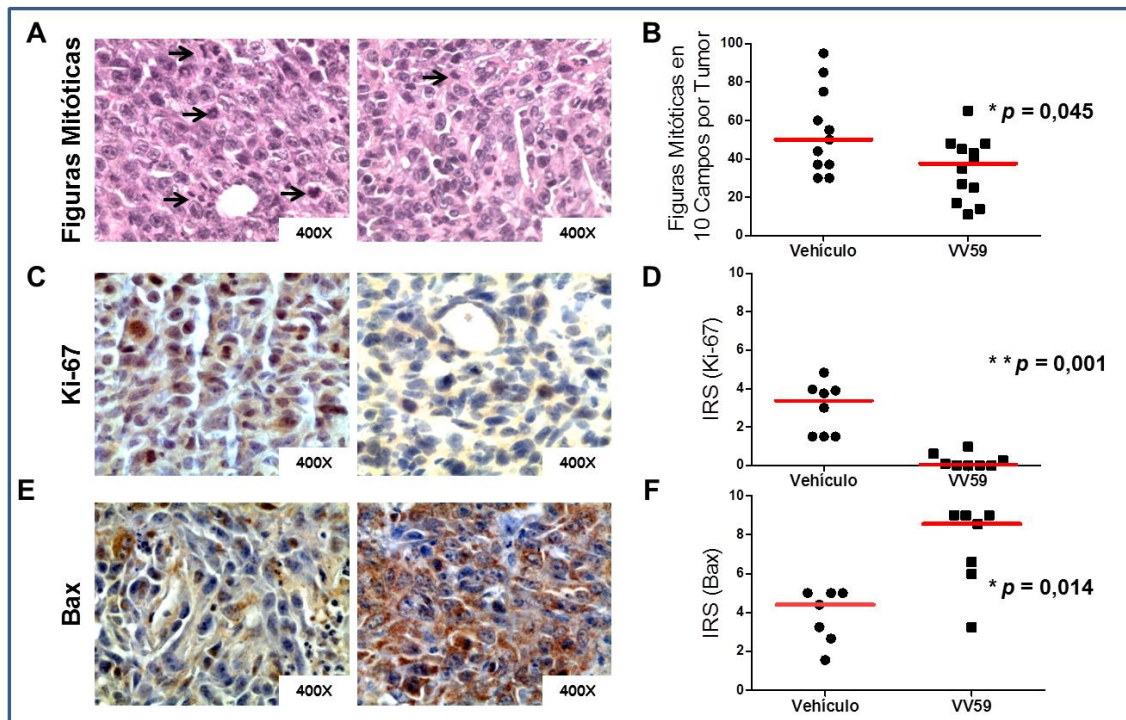 A
Figuras Mitóticas
400X
400X
B
Figuras Mitóticas en
10 Campos por Tumor
100
80
60
40
20
0
* p = 0,045
Vehículo
VV59
C
Ki-67
400X
400X
D
IRS (Ki-67)
10
8
6
4
2
0
* * p = 0,001
Vehículo
VV59
E
Bax
400X
400X
F
IRS (Bax)
10
8
6
4
2
0
* p = 0,014
Vehículo
VV59